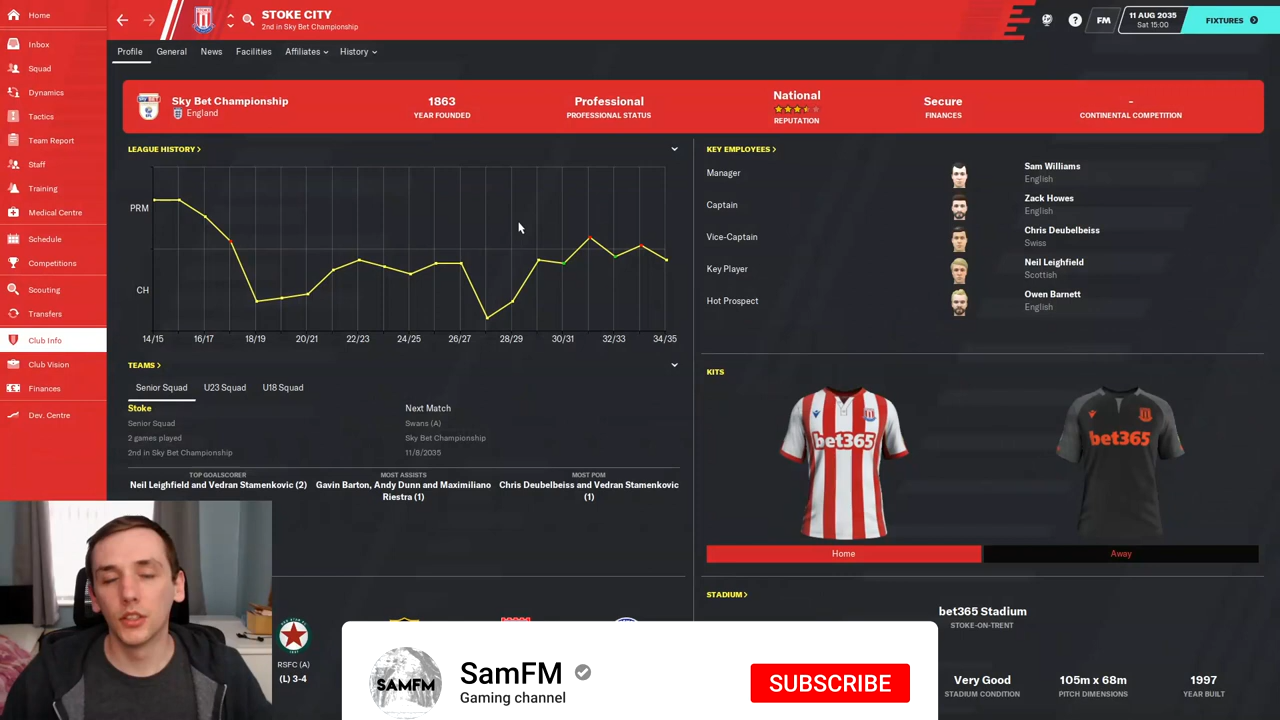 Home
STOKE CITY
2nd in Sky Bet Championship
?
FM
11 AUG 2035
Sat 15:00
FIXTURES
Inbox
Squad
Dynamics
Tactics
Team Report
Staff
Training
Medical Centre
Schedule
Competitions
Scouting
Transfers
Club Info
Club Vision
Finances
Dev. Centre
Profile
General
News
Facilities
Affiliates
History
Sky Bet Championship
England
1863
YEAR FOUNDED
Professional
PROFESSIONAL STATUS
National
REPUTATION
Secure
FINANCES
-
CONTINENTAL COMPETITION
LEAGUE HISTORY >
PRM
CH
14/15 16/17 18/19 20/21 22/23 24/25 26/27 28/29 30/31 32/33 34/35
TEAMS >
Senior Squad U23 Squad U18 Squad
Stoke
Senior Squad
2 games played
2nd in Sky Bet Championship
Next Match
Swans (A)
Sky Bet Championship
11/8/2035
TOP GOALSCORER
Neil Leighfield and Vedran Stamenkovic (2)
MOST ASSISTS
Gavin Barton, Andy Dunn and Maximiliano
Riestra (1)
MOST POM
Chris Deubelbeiss and Vedran Stamenkovic
(1)
KEY EMPLOYEES >
Manager
Sam Williams
English
Captain
Zack Howes
English
Vice-Captain
Chris Deubelbeiss
Swiss
Key Player
Neil Leighfield
Scottish
Hot Prospect
Owen Barnett
English
KITS
bet365
bet365
Home
Away
STADIUM >
bet365 Stadium
STOKE-ON-TRENT
Very Good
STADIUM CONDITION
105m x 68m
PITCH DIMENSIONS
1997
YEAR BUILT
RSFC (A)
(L) 3-4
SAMFM
SamFM
Gaming channel
SUBSCRIBE